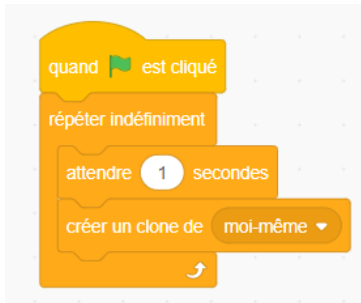 quand est cliqué
répéter indéfiniment
attendre 1 secondes
créer un clone de moi-même